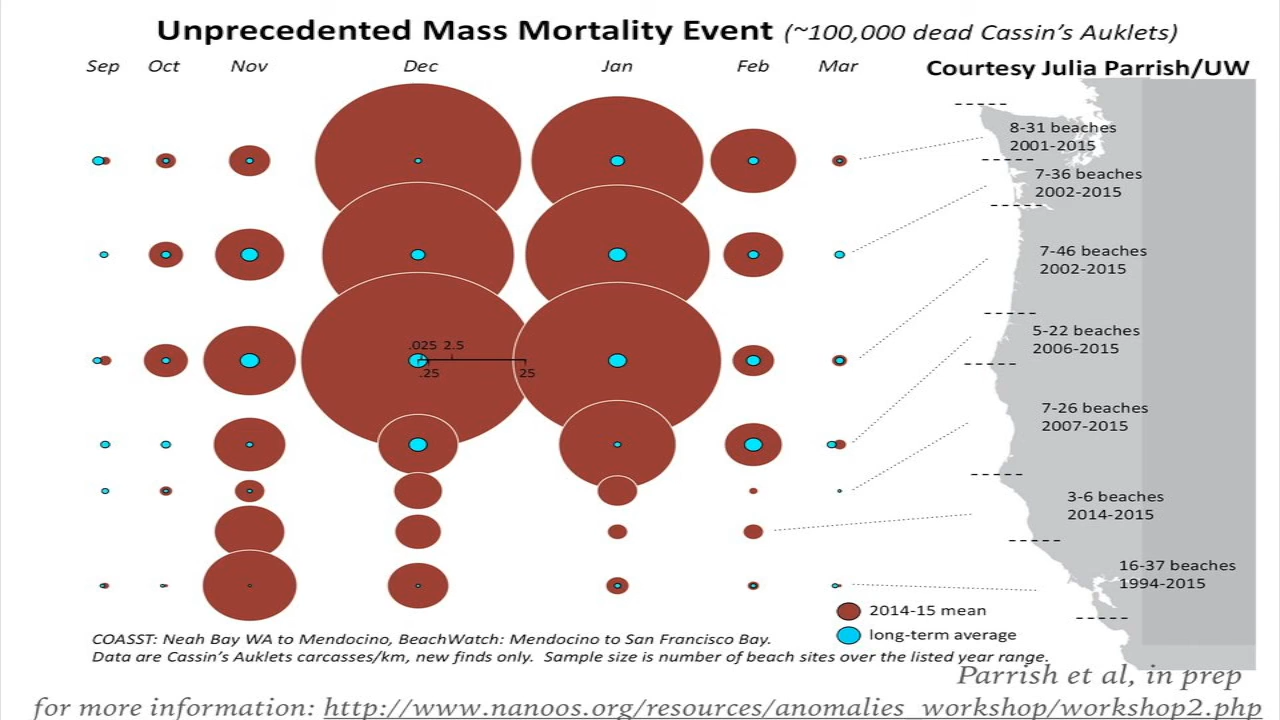 Unprecedented Mass Mortality Event (~100,000 dead Cassin's Auklets)
Sep Oct Nov Dec Jan Feb Mar
Courtesy Julia Parrish/UW
8-31 beaches
2001-2015
7-36 beaches
2002-2015
7-46 beaches
2002-2015
5-22 beaches
2006-2015
.025 2.5
.25 25
7-26 beaches
2007-2015
3-6 beaches
2014-2015
16-37 beaches
1994-2015
2014-15 mean
long-term average
COASST: Neah Bay WA to Mendocino, BeachWatch: Mendocino to San Francisco Bay.
Data are Cassin's Auklets carcasses/km, new finds only. Sample size is number of beach sites over the listed year range.
Parrish et al, in prep
for more information: http://www.nanoos.org/resources/anomalies_workshop/workshop2.php